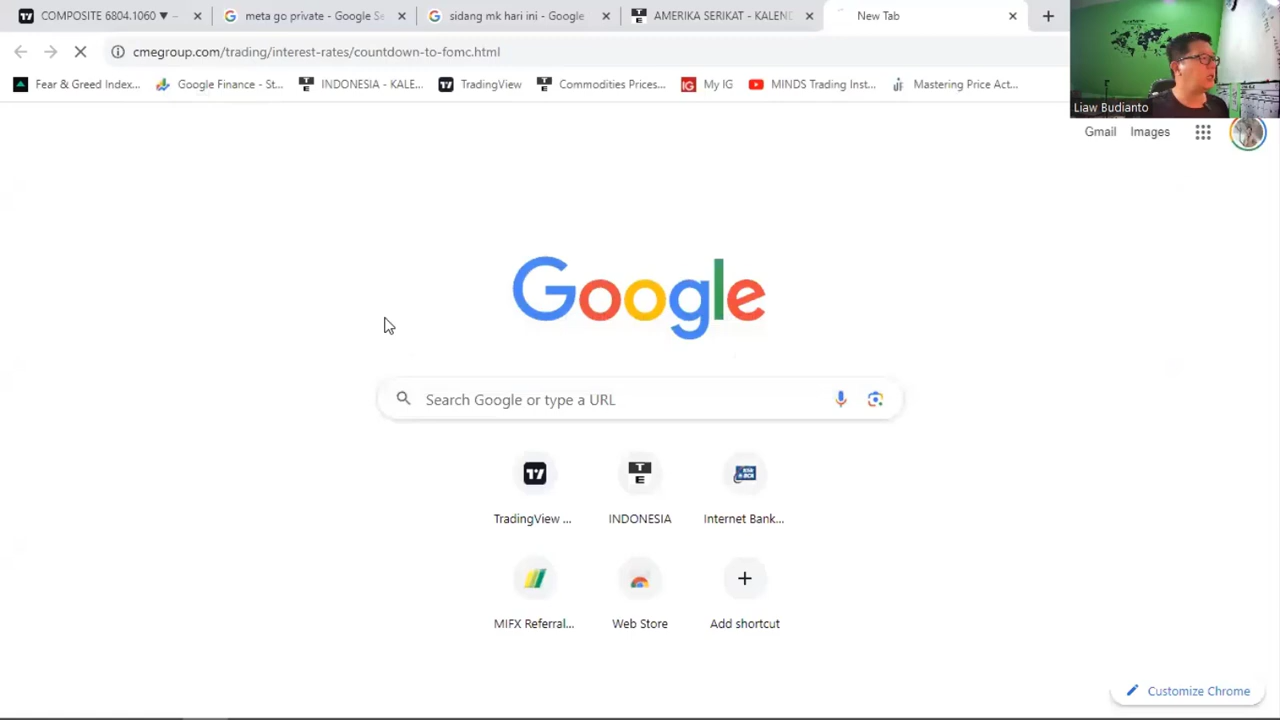 COMPOSITE 6804.1060 ▼ –
meta go private - Google Se
sidang mk hari ini - Google
AMERIKA SERIKAT - KALEND
New Tab
cmegroup.com/trading/interest-rates/countdown-to-fomc.html
Fear & Greed Index...
Google Finance - St...
INDONESIA - KALE...
TradingView
Commodities Prices...
IG
My IG
MINDS Trading Inst...
Mastering Price Act...
Liaw Budianto
Gmail
Images
Google
Search Google or type a URL
TradingView ...
INDONESIA
Internet Bank...
MIFX Referral...
Web Store
Add shortcut
Customize Chrome